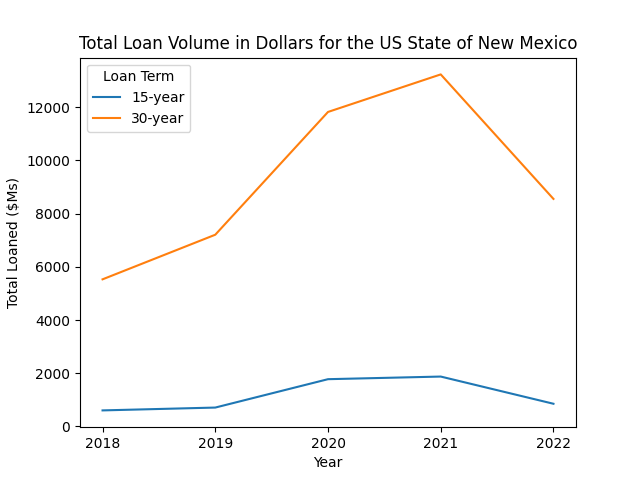 Total Loan Volume in Dollars for the US State of New Mexico
Loan Term
15-year
30-year
Total Loaned ($Ms)
12000
10000
8000
6000
4000
2000
0
2018 2019 2020 2021 2022
Year